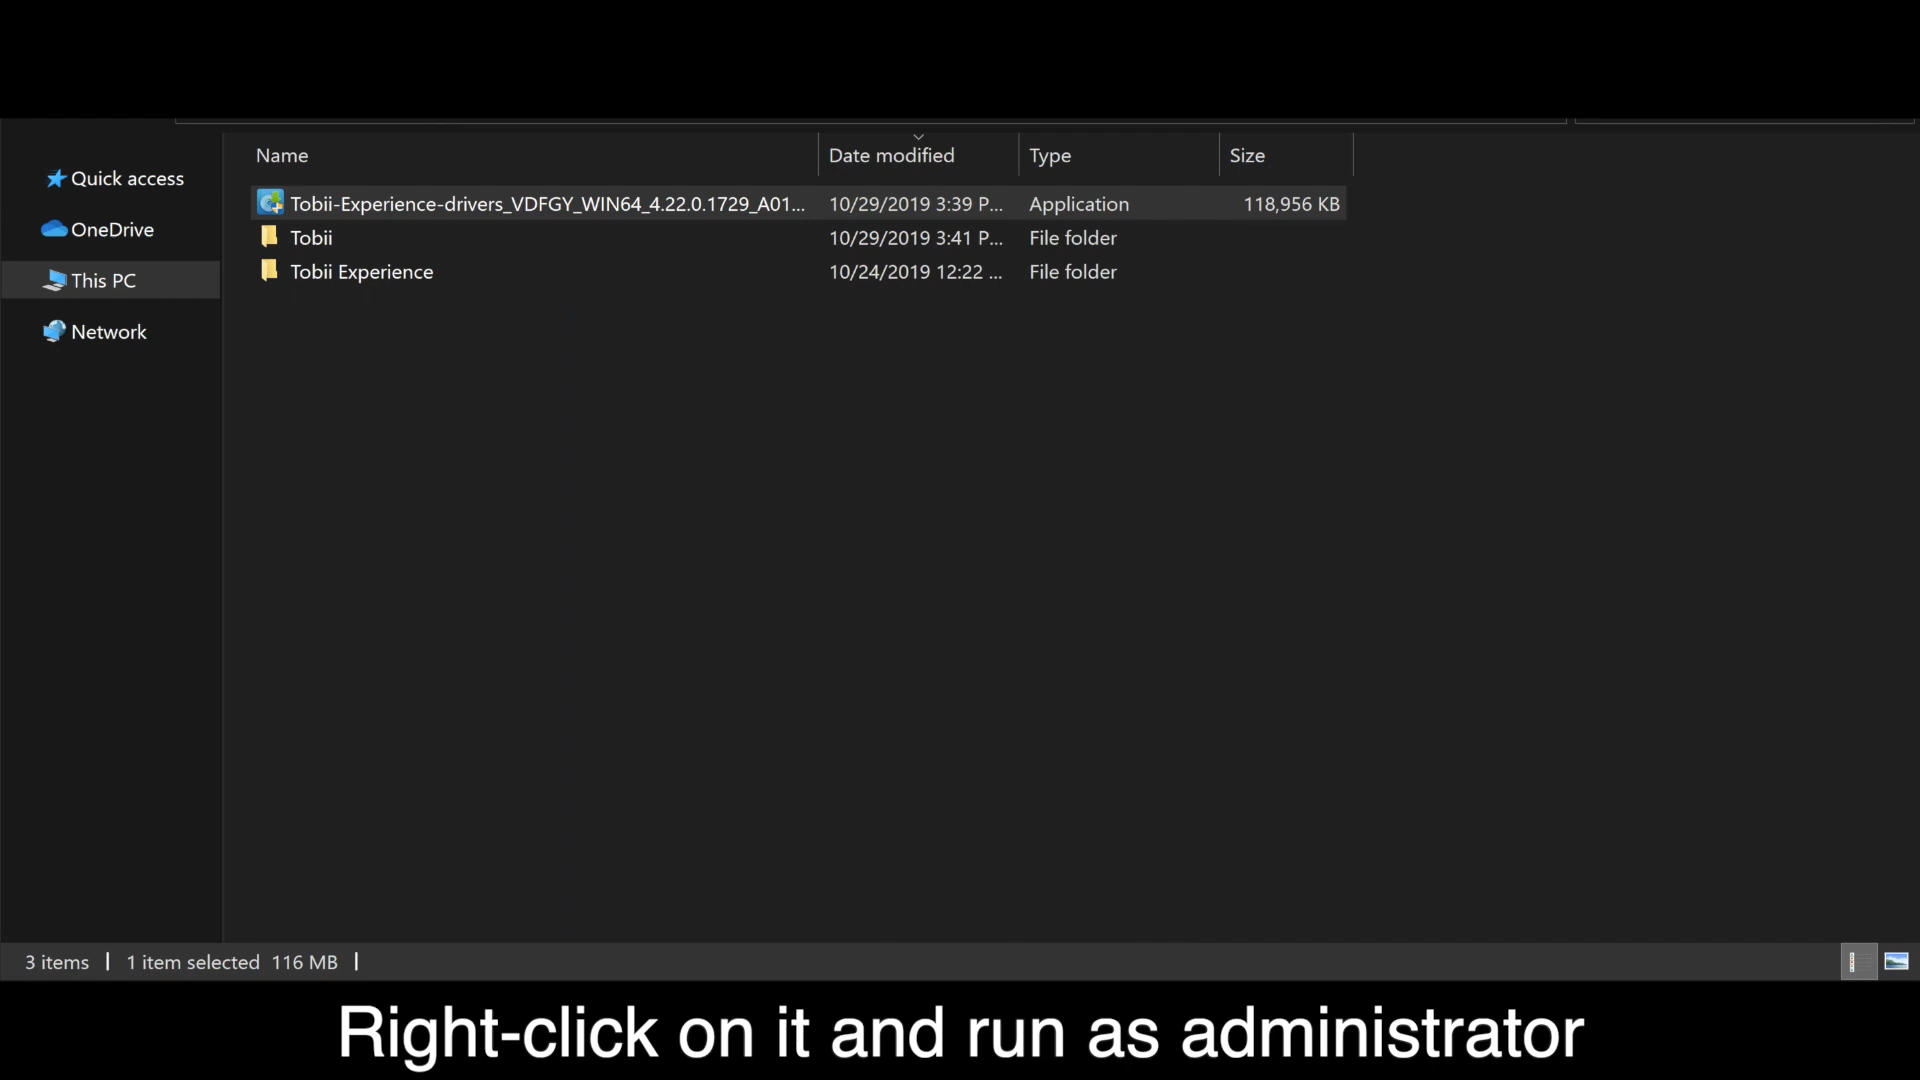 Name Date modified Type Size
Quick access
Tobii-Experience-drivers_VDFGY_WIN64_4.22.0.1729_A01... 10/29/2019 3:39 P... Application 118,956 KB
OneDrive
Tobii 10/29/2019 3:41 P... File folder
This PC
Tobii Experience 10/24/2019 12:22 ... File folder
Network
3 items 1 item selected 116 MB
Right-click on it and run as administrator